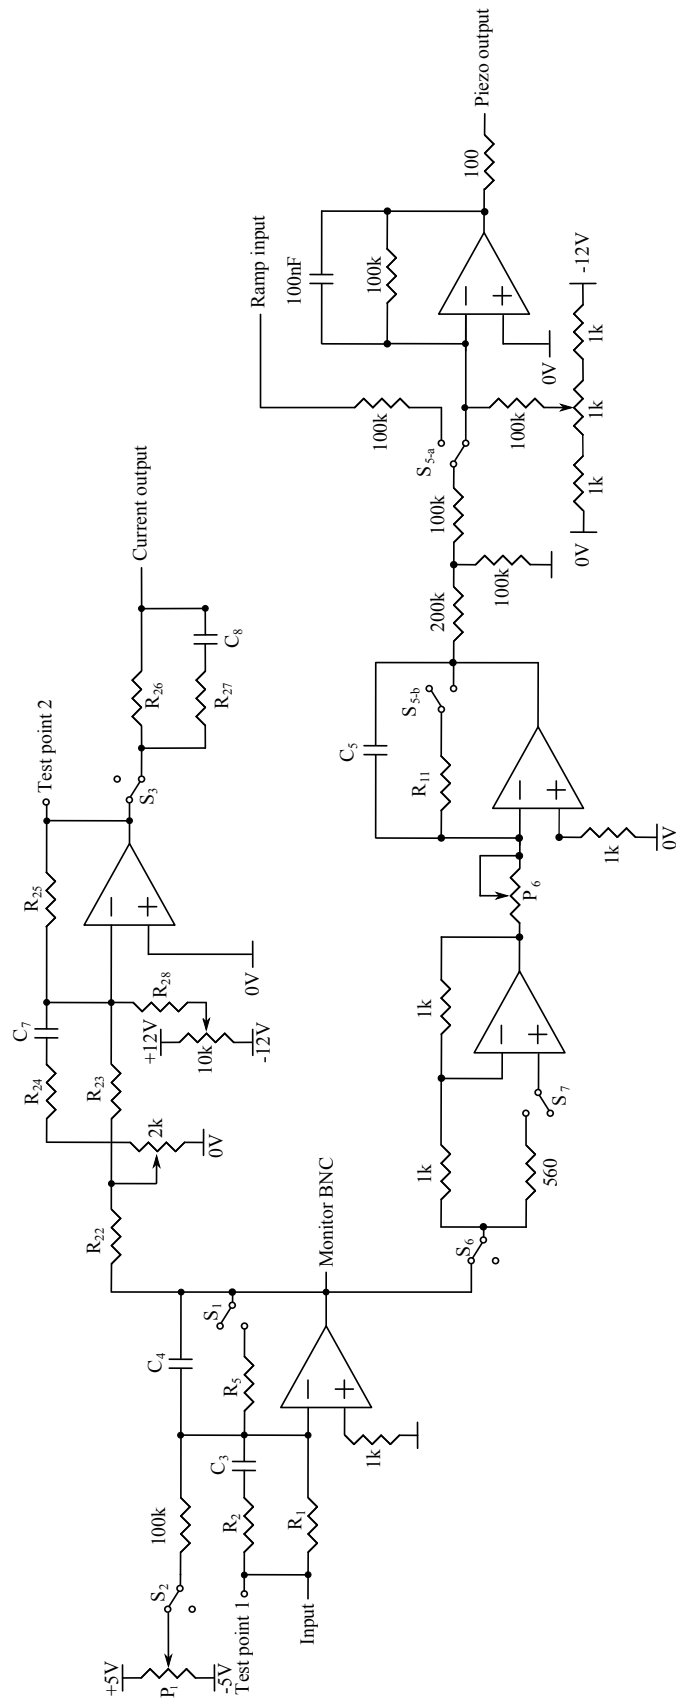 +5V
P1
-5V
S2
100k
C4
Test point 1
R2
C3
R5
S1
Input
R1
−
+
1k
Monitor BNC
R22
2k
0V
R24
C7
R23
+12V
10k
-12V
R28
R25
−
+
0V
Test point 2
S3
R26
R27
C8
Current output
S6
1k
560
1k
S7
−
+
P6
C5
R11
S5-b
−
+
1k
0V
200k
100k
100k
S5-a
Ramp input
100k
100k
0V
1k
1k
1k
-12V
100nF
100k
−
+
0V
100
Piezo output